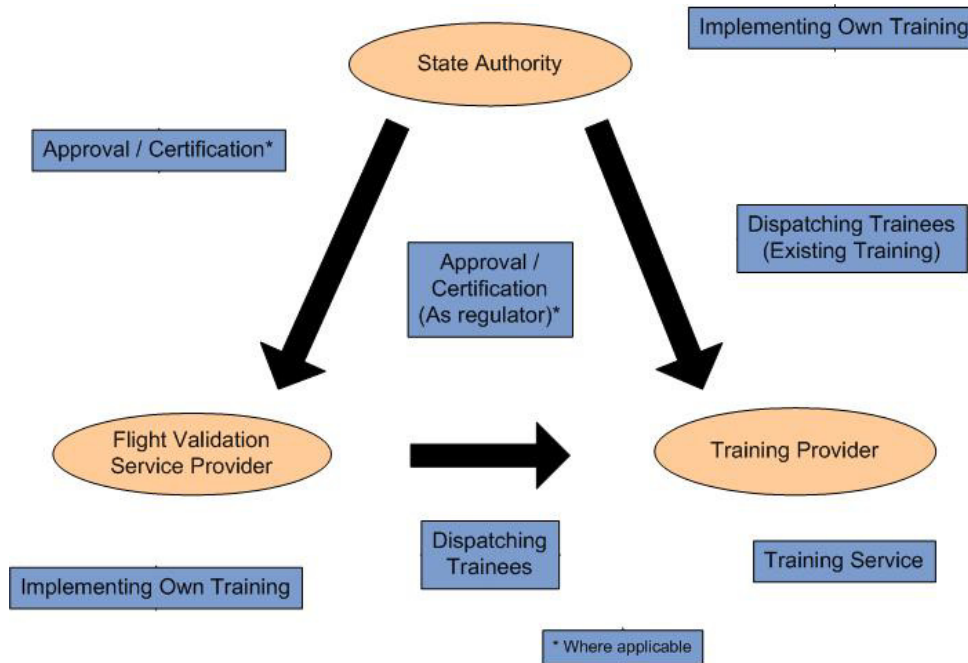 Implementing Own Training
State Authority
Approval / Certification*
Dispatching Trainees
(Existing Training)
Approval /
Certification
(As regulator)*
Flight Validation
Service Provider
Training Provider
Dispatching
Trainees
Training Service
Implementing Own Training
* Where applicable